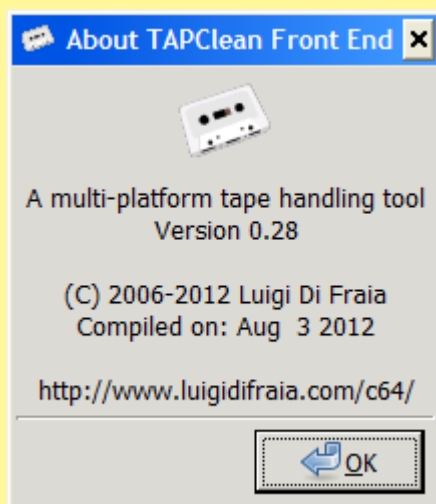 About TAPClean Front End
A multi-platform tape handling tool
Version 0.28
(C) 2006-2012 Luigi Di Fraia
Compiled on: Aug  3 2012
http://www.luigidifraia.com/c64/
OK